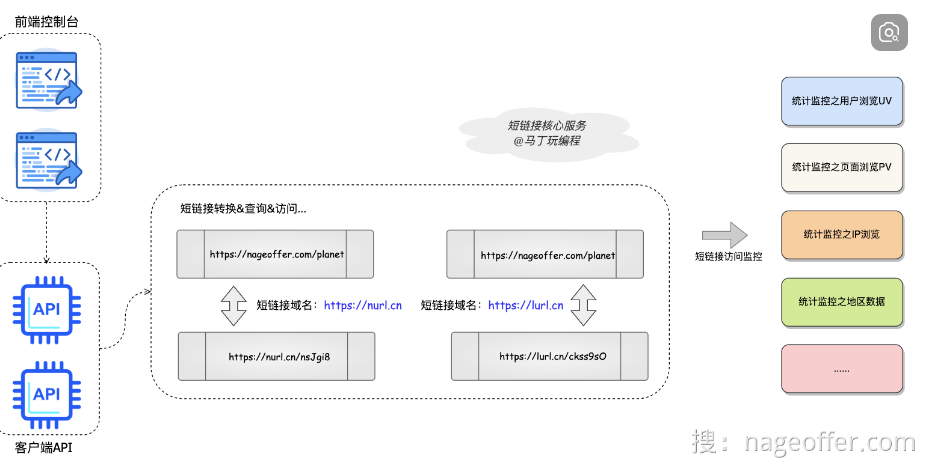 前端控制台
</>
</>
API
API
客户端API
短链接核心服务
@马丁玩编程
短链接转换&查询&访问...
https://nageoffer.com/planet
短链接域名：https://nurl.cn
https://nurl.cn/nsJgi8
https://nageoffer.com/planet
短链接域名：https://lurl.cn
https://lurl.cn/ckss9sO
短链接访问监控
统计监控之用户浏览UV
统计监控之页面浏览PV
统计监控之IP浏览
统计监控之地区数据
......
搜：nageoffer.com